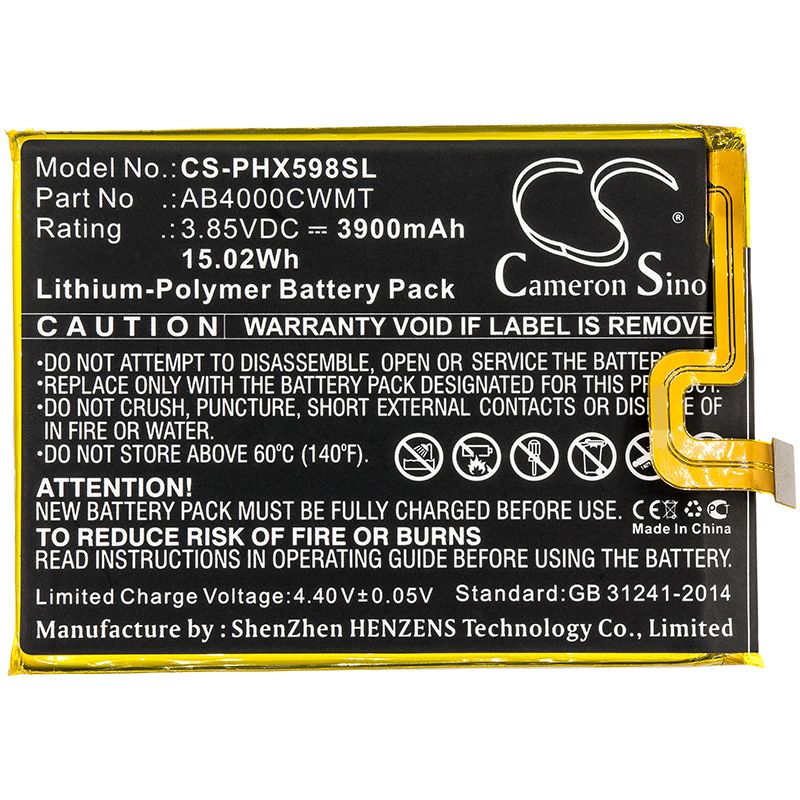 Model No.: CS-PHX598SL
Part No .: AB4000CWMT
Rating : 3.85VDC ⎓ 3900mAh
15.02Wh
Lithium-Polymer Battery Pack
CS ®
Cameron Sino
CAUTION WARRANTY VOID IF LABEL IS REMOVE
•DO NOT ATTEMPT TO DISASSEMBLE, OPEN OR SERVICE THE BATTERY.
•REPLACE ONLY WITH THE BATTERY PACK DESIGNATED FOR THIS
•DO NOT CRUSH, PUNCTURE, SHORT EXTERNAL CONTACTS OR DISPOSE OF
IN FIRE OR WATER.
•DO NOT STORE ABOVE 60°C (140°F).
ATTENTION!
NEW BATTERY PACK MUST BE FULLY CHARGED BEFORE USE
TO REDUCE RISK OF FIRE OR BURNS
READ INSTRUCTIONS IN OPERATING GUIDE BEFORE USING THE BATTERY.
CE
Made In China
Limited Charge Voltage: 4.40V±0.05V Standard: GB 31241-2014
Manufacture by : ShenZhen HENZENS Technology Co., Limited